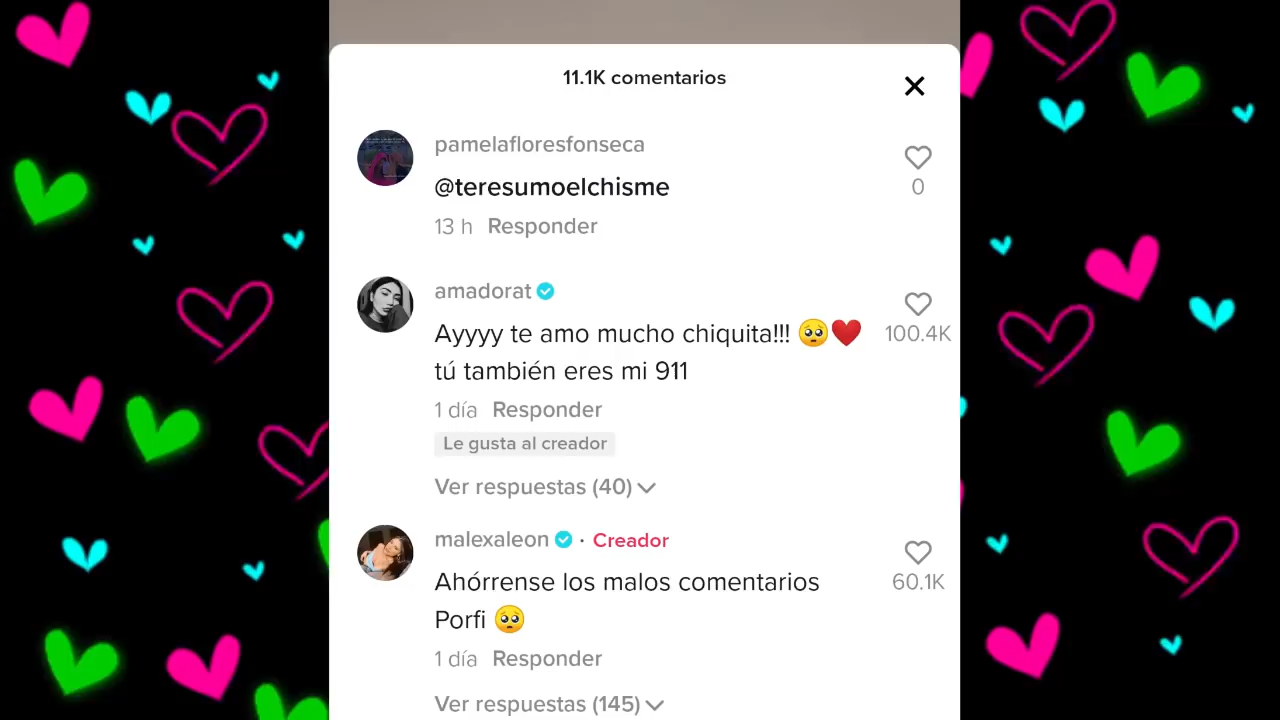 11.1K comentarios
pamelafloresfonseca
@teresumoelchisme
0
13 h Responder
amadorat
Ayyyy te amo mucho chiquita!!! 🥺❤️
100.4K
tú también eres mi 911
1 día Responder
Le gusta al creador
Ver respuestas (40)
malexaleon · Creador
Ahórrense los malos comentarios
60.1K
Porfi 🥺
1 día Responder
Ver respuestas (145)